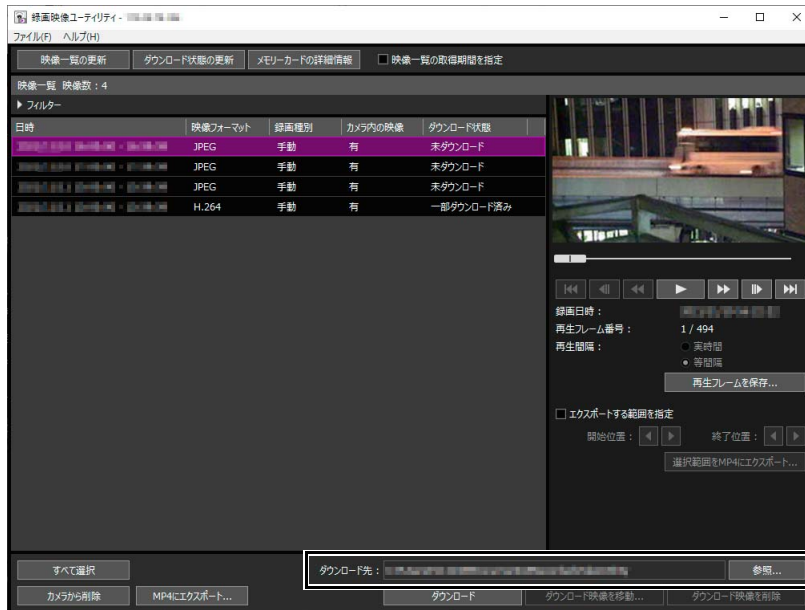 録画映像ユーティリティ -
ファイル(F) ヘルプ(H)
映像一覧の更新 ダウンロード状態の更新 メモリーカードの詳細情報 映像一覧の取得期間を指定
映像一覧 映像数 : 4
フィルター
日時 映像フォーマット 録画種別 カメラ内の映像 ダウンロード状態
JPEG 手動 有 未ダウンロード
JPEG 手動 有 未ダウンロード
JPEG 手動 有 未ダウンロード
H.264 手動 有 一部ダウンロード済み
録画日時 :
再生フレーム番号 : 1 / 494
再生間隔 : 実時間
等間隔
再生フレームを保存...
エクスポートする範囲を指定
開始位置 : 終了位置 :
選択範囲をMP4にエクスポート...
すべて選択 ダウンロード先 : 参照...
カメラから削除 MP4にエクスポート... ダウンロード ダウンロード映像を移動... ダウンロード映像を削除